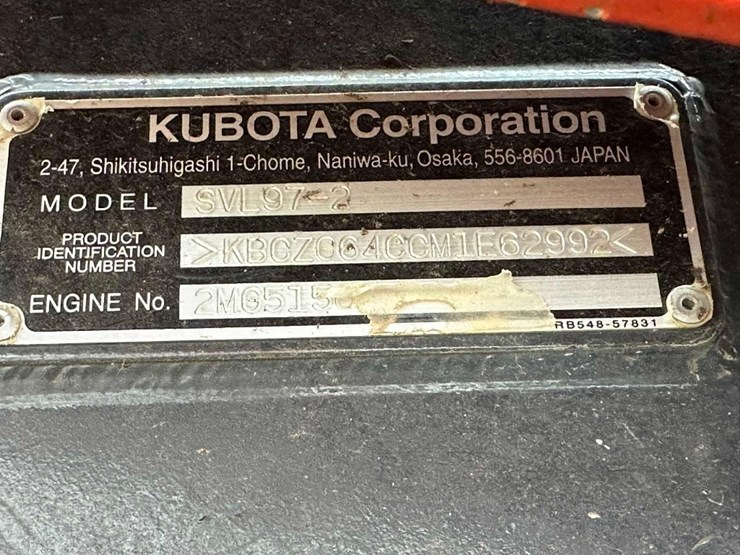 KUBOTA Corporation
2-47, Shikitsuhigashi 1-Chome, Naniwa-ku, Osaka, 556-8601 JAPAN
MODEL SVL97-2
PRODUCT
IDENTIFICATION
NUMBER
>KBCZ064CCM1E62992<
ENGINE No.
RB548-57831